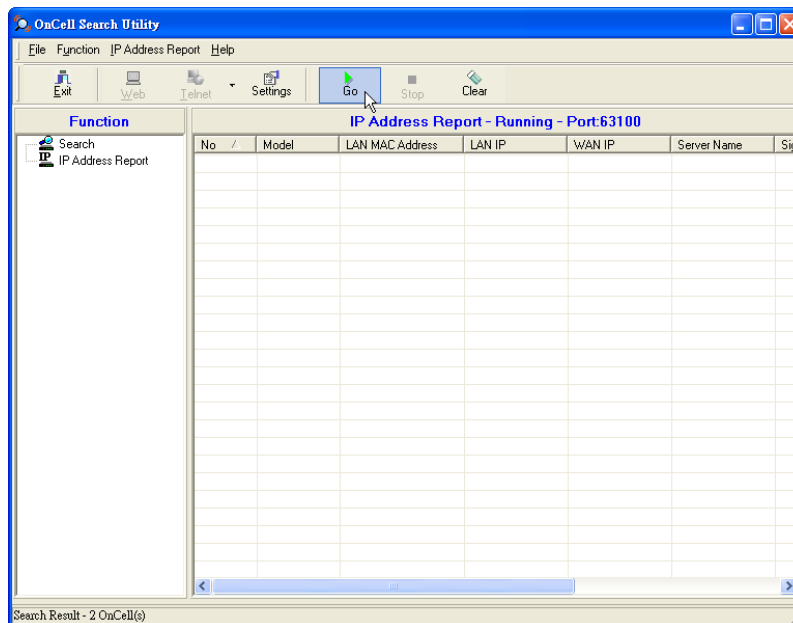 OnCell Search Utility
File Function IP Address Report Help
Exit Web Telnet Settings Go Stop Clear
Function
IP Address Report - Running - Port:63100
Search
IP Address Report
No Model LAN MAC Address LAN IP WAN IP Server Name Sig
Search Result - 2 OnCell(s)